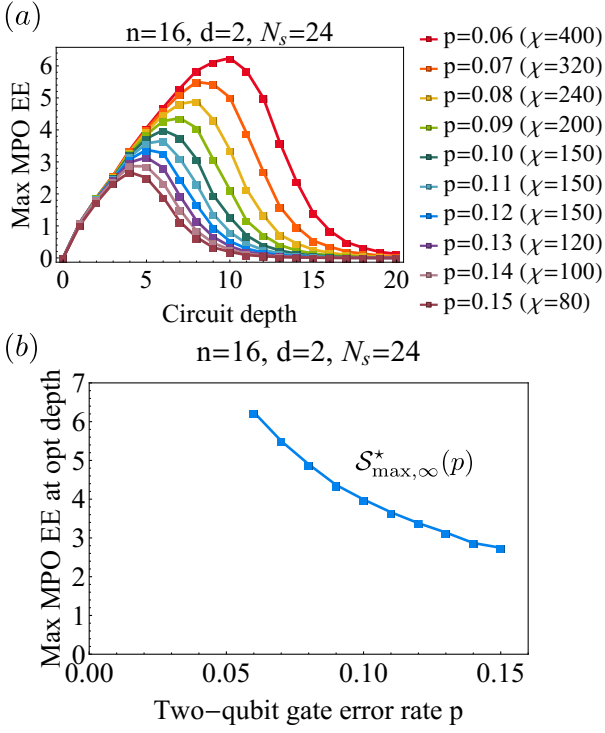 (a)
n=16, d=2, Nₛ=24
Max MPO EE
6
5
4
3
2
1
0
0 5 10 15 20
Circuit depth
p=0.06 (χ=400)
p=0.07 (χ=320)
p=0.08 (χ=240)
p=0.09 (χ=200)
p=0.10 (χ=150)
p=0.11 (χ=150)
p=0.12 (χ=150)
p=0.13 (χ=120)
p=0.14 (χ=100)
p=0.15 (χ=80)
(b)
n=16, d=2, Nₛ=24
Max MPO EE at opt depth
7
6
5
4
3
2
1
0
S*max,∞(p)
0.00 0.05 0.10 0.15
Two−qubit gate error rate p